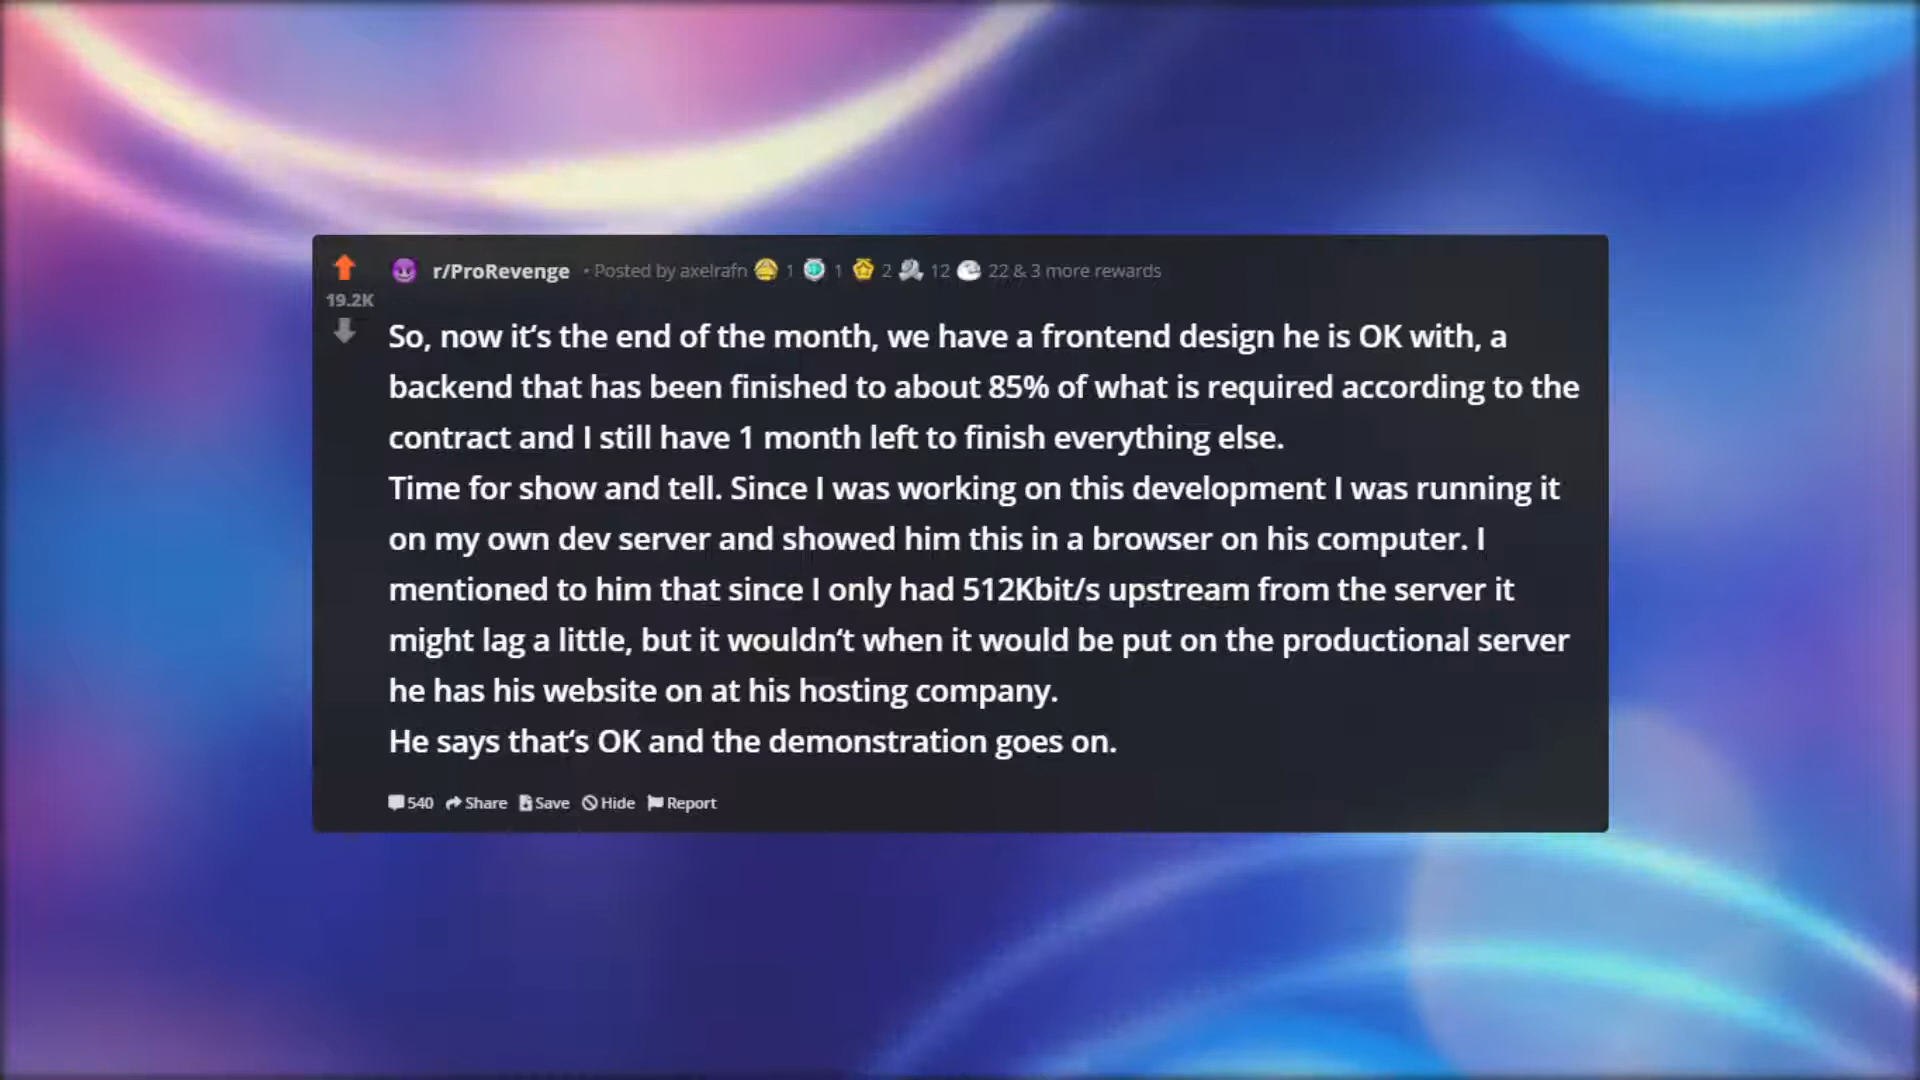 r/ProRevenge • Posted by axelrafn 1 1 2 12 22 & 3 more rewards
19.2K
So, now it’s the end of the month, we have a frontend design he is OK with, a
backend that has been finished to about 85% of what is required according to the
contract and I still have 1 month left to finish everything else.
Time for show and tell. Since I was working on this development I was running it
on my own dev server and showed him this in a browser on his computer. I
mentioned to him that since I only had 512Kbit/s upstream from the server it
might lag a little, but it wouldn‘t when it would be put on the productional server
he has his website on at his hosting company.
He says that‘s OK and the demonstration goes on.
540 Share Save Hide Report